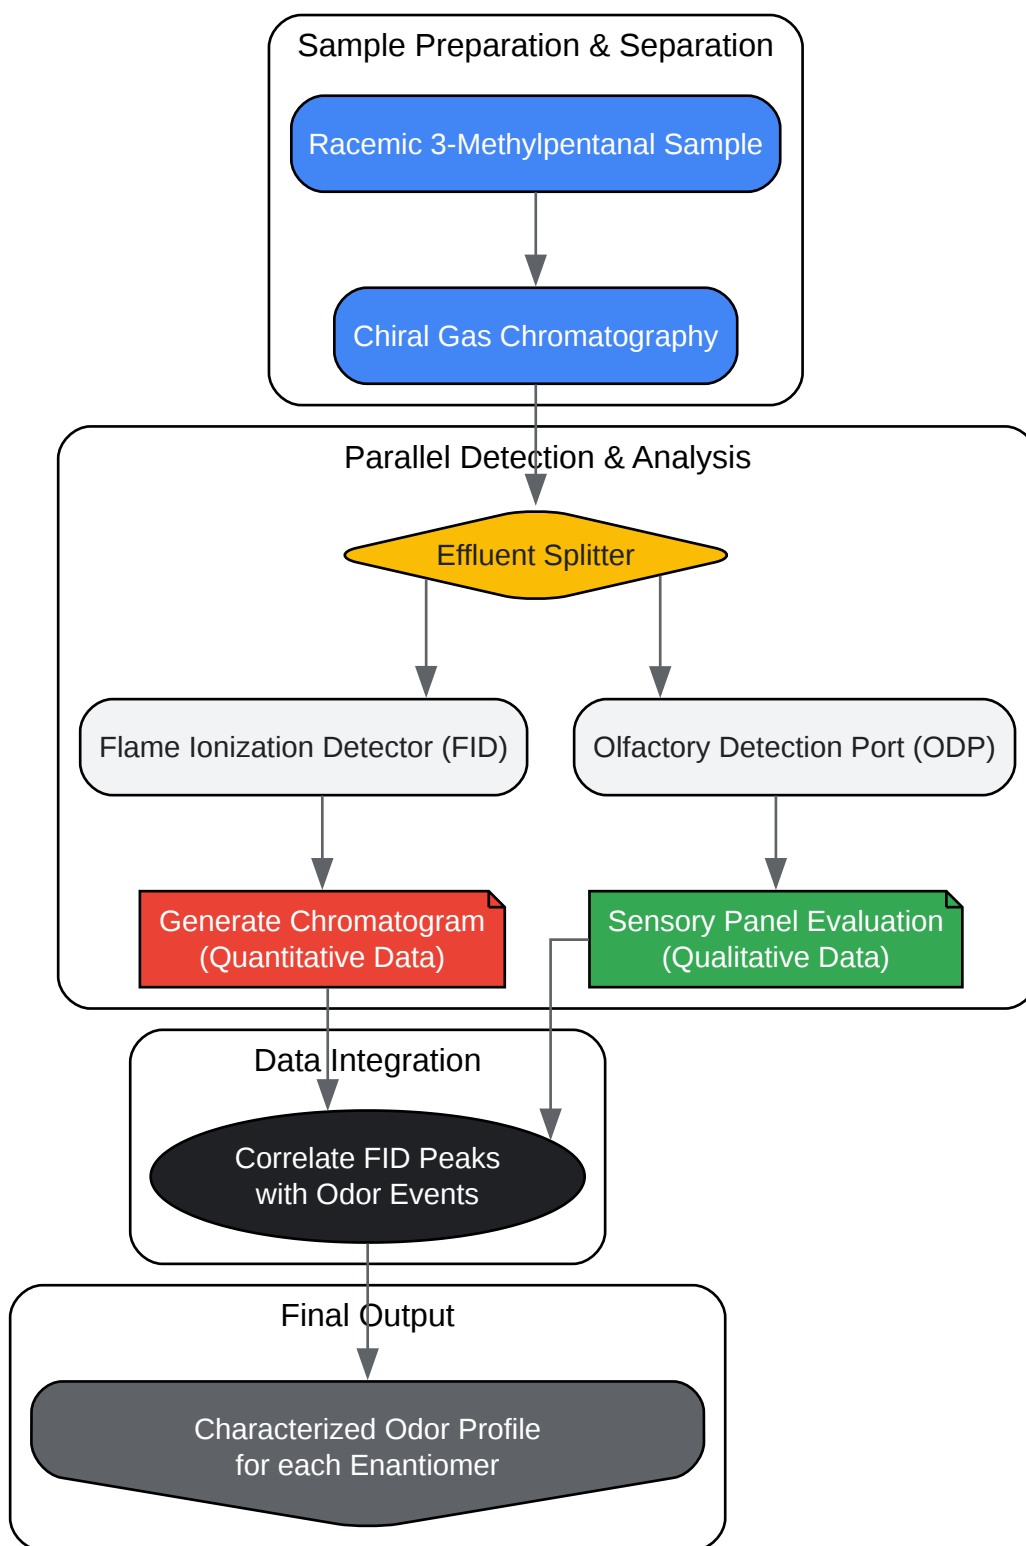 Sample Preparation & Separation
Racemic 3-Methylpentanal Sample
Chiral Gas Chromatography
Parallel Detection & Analysis
Effluent Splitter
Flame Ionization Detector (FID)
Olfactory Detection Port (ODP)
Generate Chromatogram
(Quantitative Data)
Sensory Panel Evaluation
(Qualitative Data)
Data Integration
Correlate FID Peaks
with Odor Events
Final Output
Characterized Odor Profile
for each Enantiomer